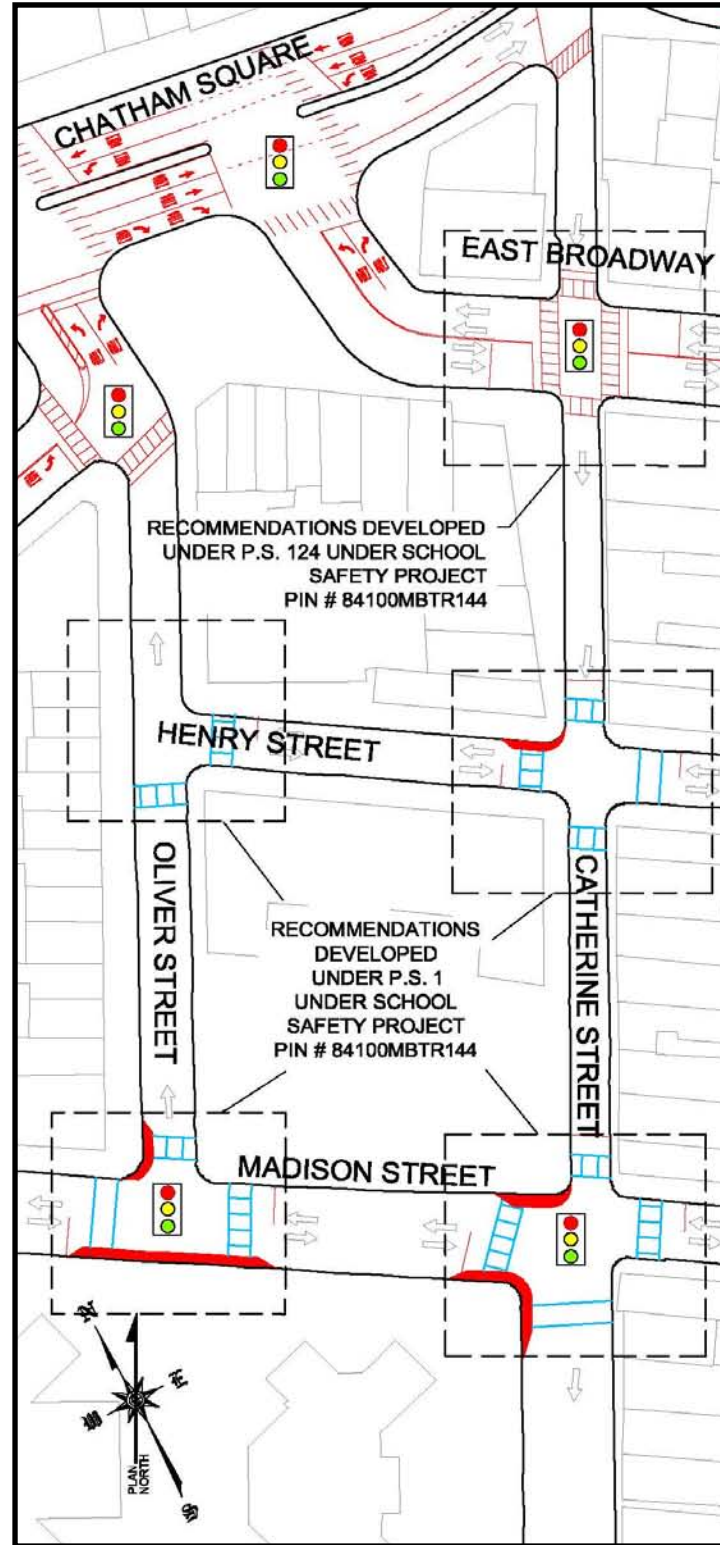 CHATHAM SQUARE
EAST BROADWAY
RECOMMENDATIONS DEVELOPED
UNDER P.S. 124 UNDER SCHOOL
SAFETY PROJECT
PIN # 84100MBTR144
HENRY STREET
OLIVER STREET
CATHERINE STREET
RECOMMENDATIONS
DEVELOPED
UNDER P.S. 1
UNDER SCHOOL
SAFETY PROJECT
PIN # 84100MBTR144
MADISON STREET
N
E
W
S
PLAN
NORTH